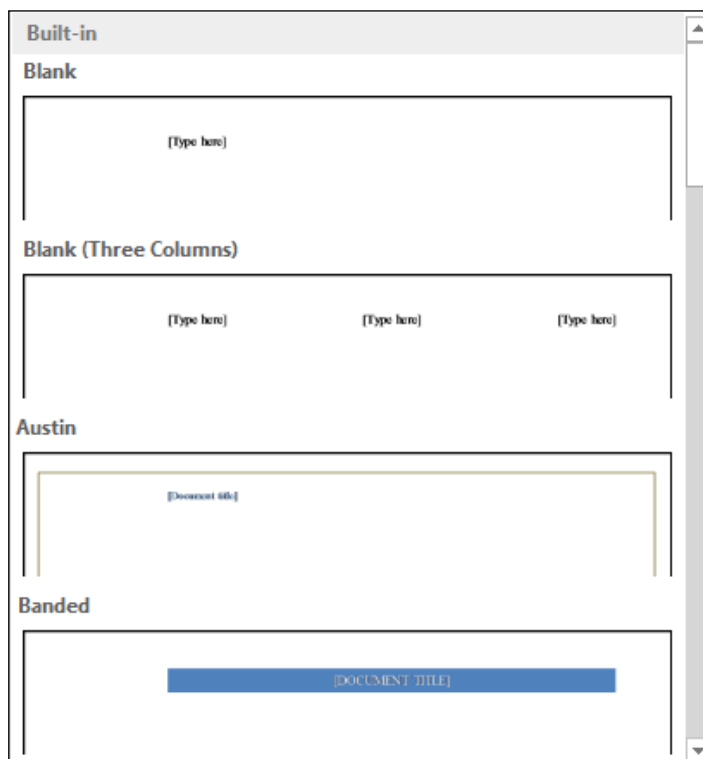 Built-in
Blank
[Type here]
Blank (Three Columns)
[Type here] [Type here] [Type here]
Austin
[Document title]
Banded
[DOCUMENT TITLE]